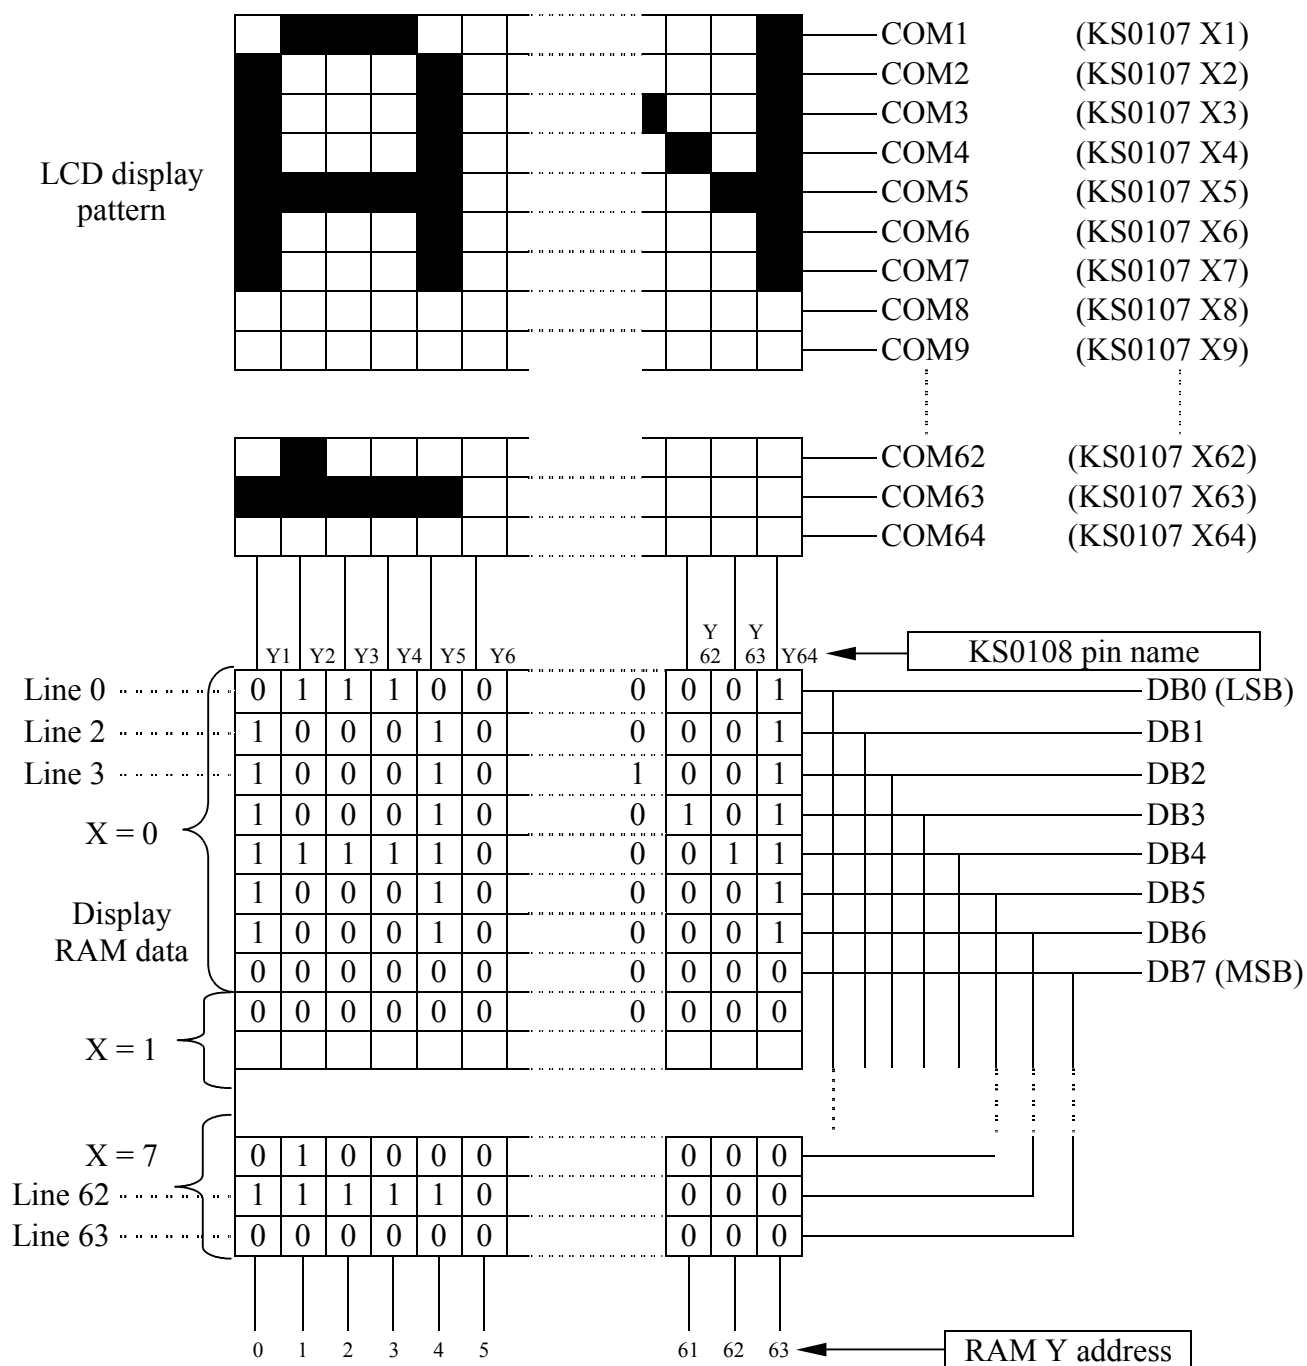 COM1 (KS0107 X1)
COM2 (KS0107 X2)
COM3 (KS0107 X3)
COM4 (KS0107 X4)
LCD display
pattern
COM5 (KS0107 X5)
COM6 (KS0107 X6)
COM7 (KS0107 X7)
COM8 (KS0107 X8)
COM9 (KS0107 X9)
COM62 (KS0107 X62)
COM63 (KS0107 X63)
COM64 (KS0107 X64)
Y1 Y2 Y3 Y4 Y5 Y6 Y 62 Y 63 Y64 KS0108 pin name
Line 0 0 1 1 1 0 0 0 0 0 1 DB0 (LSB)
Line 2 1 0 0 0 1 0 0 0 0 1 DB1
Line 3 1 0 0 0 1 0 1 0 0 1 DB2
1 0 0 0 1 0 0 1 0 1 DB3
X = 0
1 1 1 1 1 0 0 0 1 1 DB4
1 0 0 0 1 0 0 0 0 1 DB5
Display
RAM data
1 0 0 0 1 0 0 0 0 1 DB6
0 0 0 0 0 0 0 0 0 0 DB7 (MSB)
0 0 0 0 0 0 0 0 0 0
X = 1
X = 7 0 1 0 0 0 0 0 0 0
Line 62 1 1 1 1 1 0 0 0 0
Line 63 0 0 0 0 0 0 0 0 0
0 1 2 3 4 5 61 62 63 RAM Y address